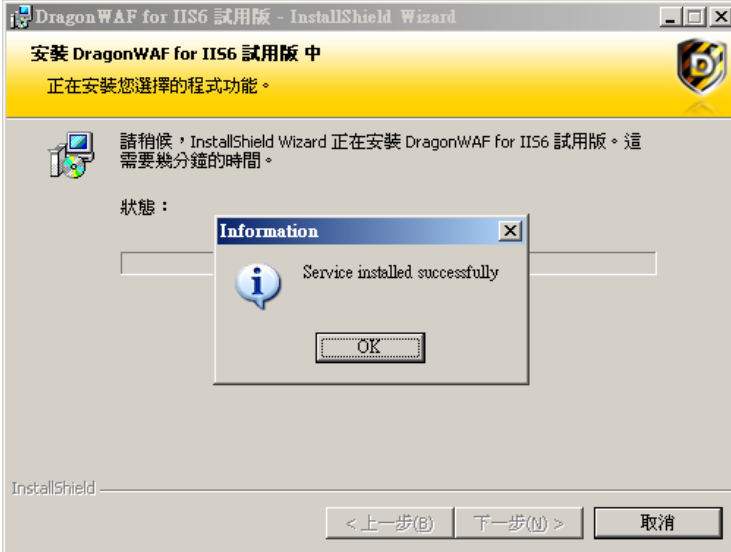 DragonWAF for IIS6 試用版 - InstallShield Wizard
安裝 DragonWAF for IIS6 試用版 中
正在安裝您選擇的程式功能。
D
請稍候，InstallShield Wizard 正在安裝 DragonWAF for IIS6 試用版。這
需要幾分鐘的時間。
狀態：
Information
Service installed successfully
OK
InstallShield
< 上一步(B)
下一步(N) >
取消